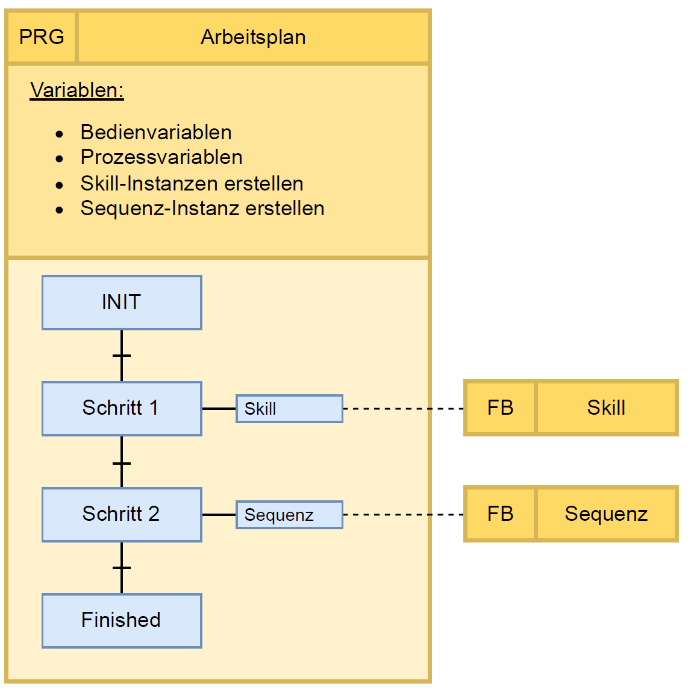 PRG Arbeitsplan
Variablen:
• Bedienvariablen
• Prozessvariablen
• Skill-Instanzen erstellen
• Sequenz-Instanz erstellen
INIT
Schritt 1 Skill FB Skill
Schritt 2 Sequenz FB Sequenz
Finished